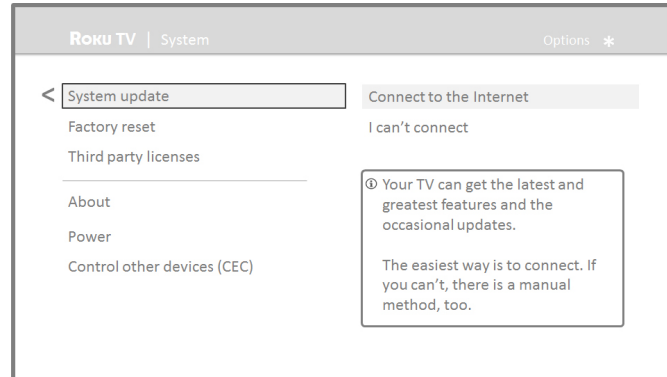 ROKU TV | System
Options *
< System update
Factory reset
Third party licenses
About
Power
Control other devices (CEC)
Connect to the Internet
I can't connect
Your TV can get the latest and
greatest features and the
occasional updates.
The easiest way is to connect. If
you can't, there is a manual
method, too.